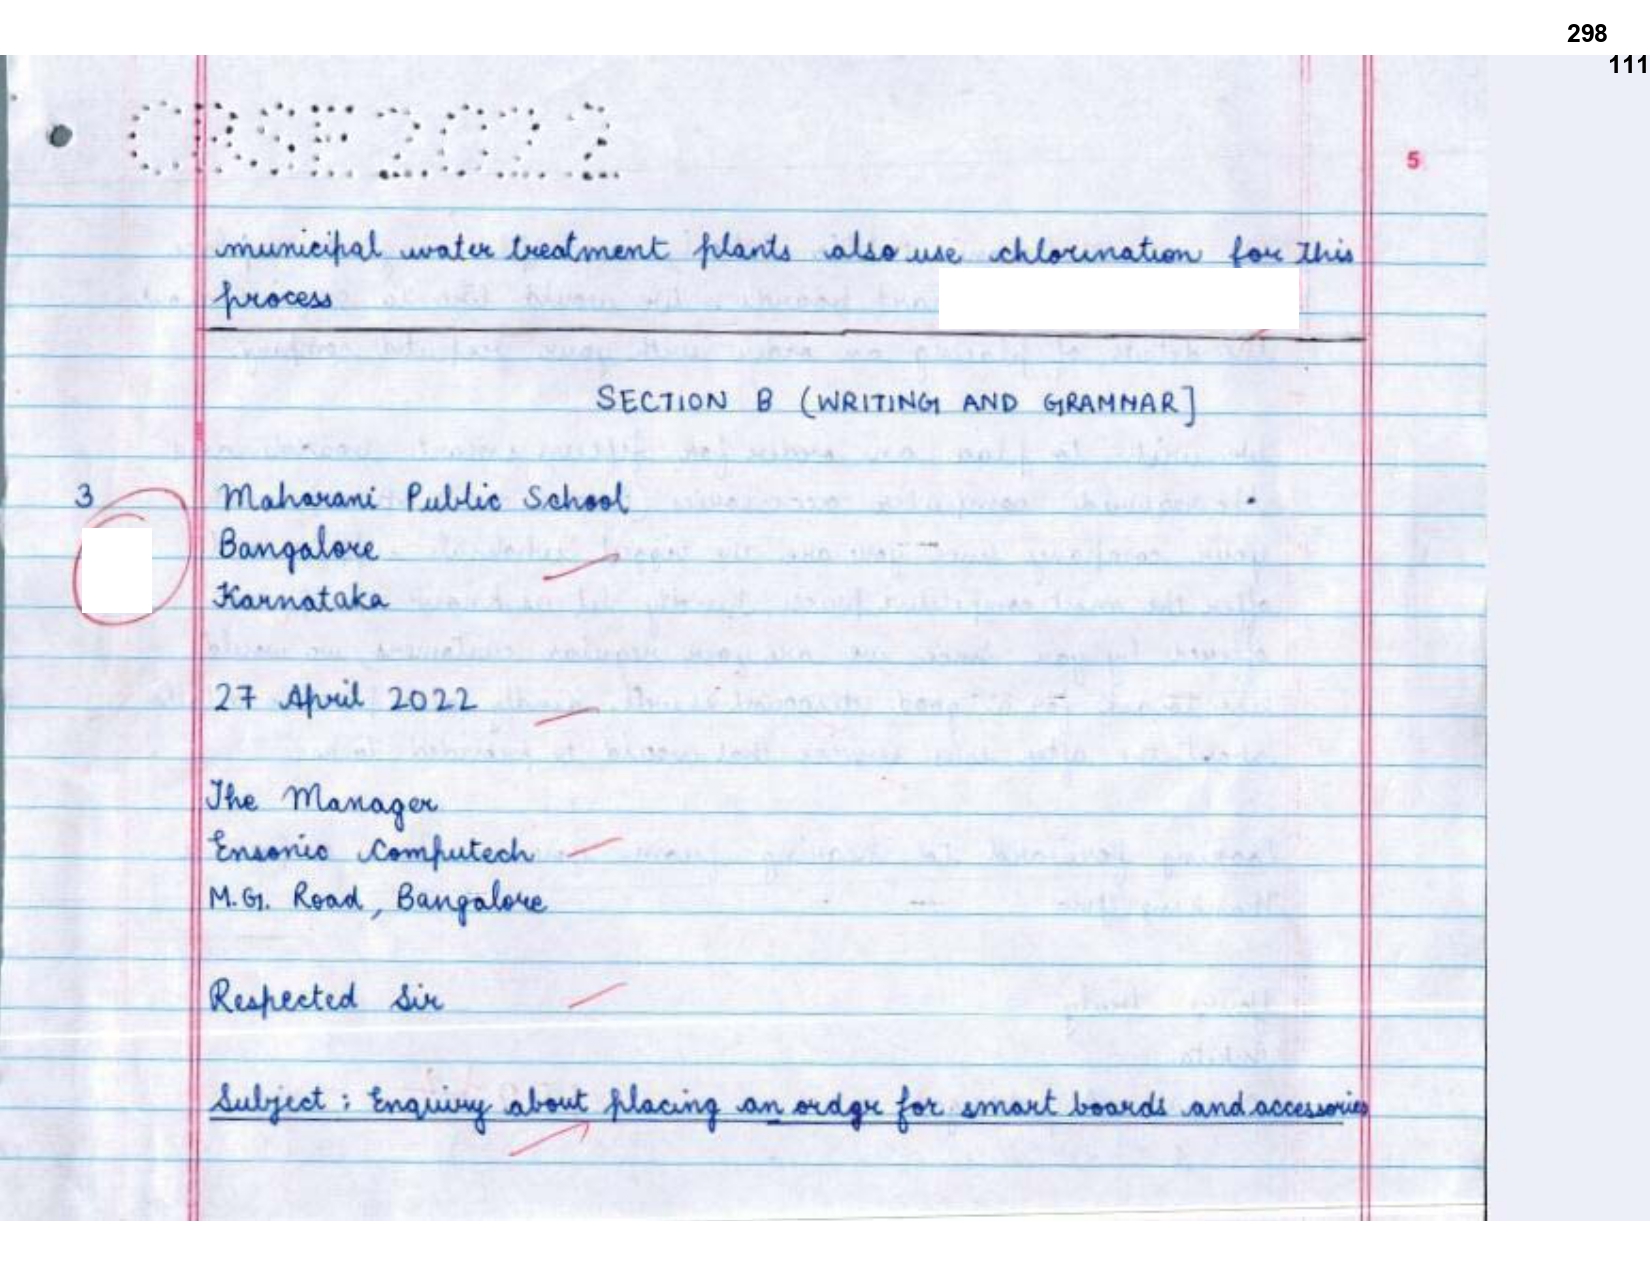 298
111
CBSE2022
5
municipal water treatment plants also use chlorination for this
process
SECTION B (WRITING AND GRAMMAR]
3
Maharani Public School
Bangalore
Karnataka
27 April 2022
The Manager
Ensonic Computech
M.G. Road, Bangalore
Respected Sir
Subject : Enquiry about placing an order for smart boards and accessories